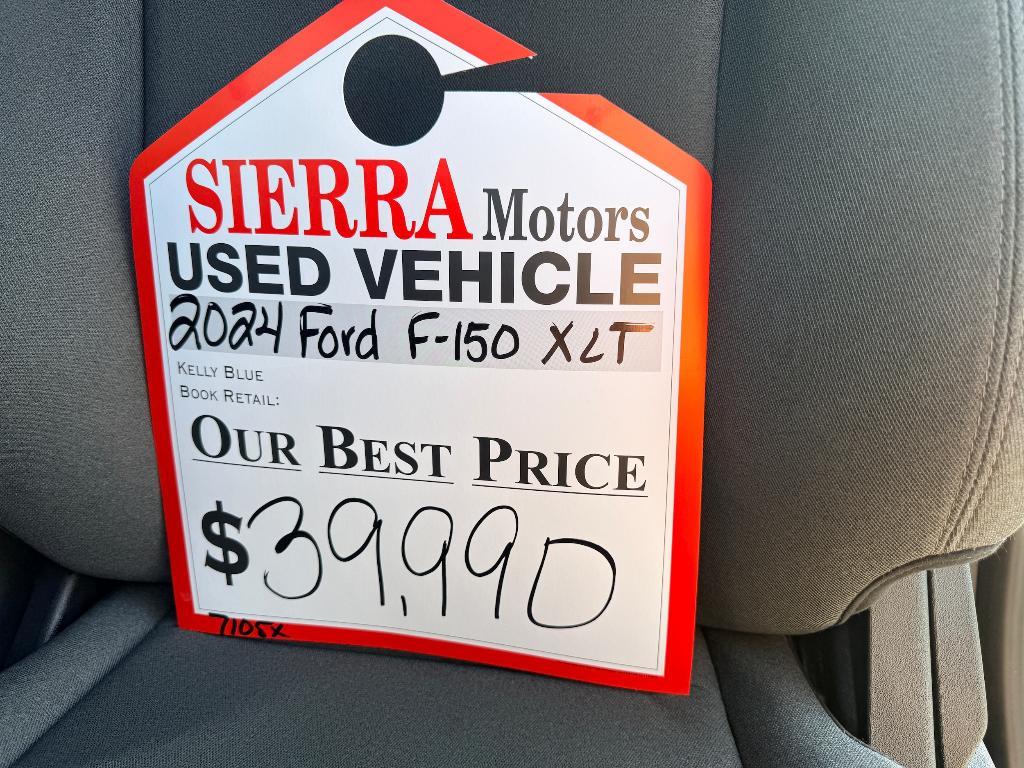 SIERRA Motors
USED VEHICLE
2024 Ford F-150 XLT
KELLY BLUE
BOOK RETAIL:
OUR BEST PRICE
$39,990
7105X